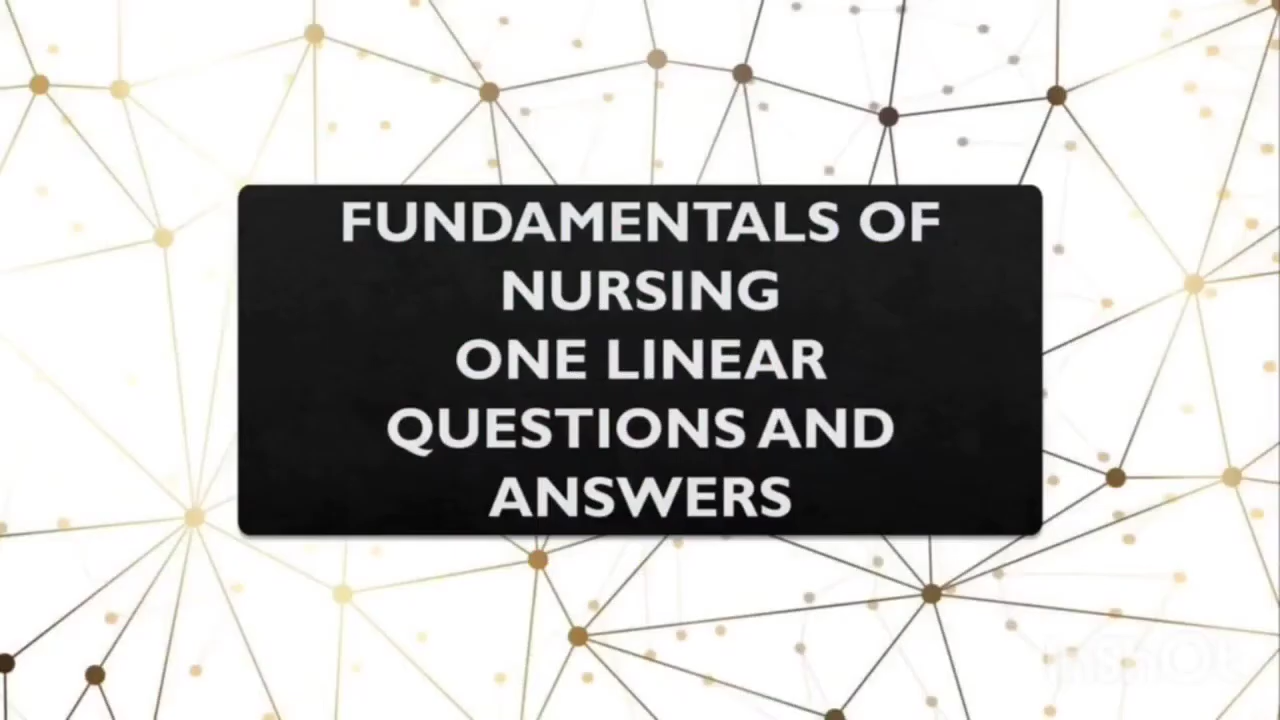 FUNDAMENTALS OF
NURSING
ONE LINEAR
QUESTIONS AND
ANSWERS